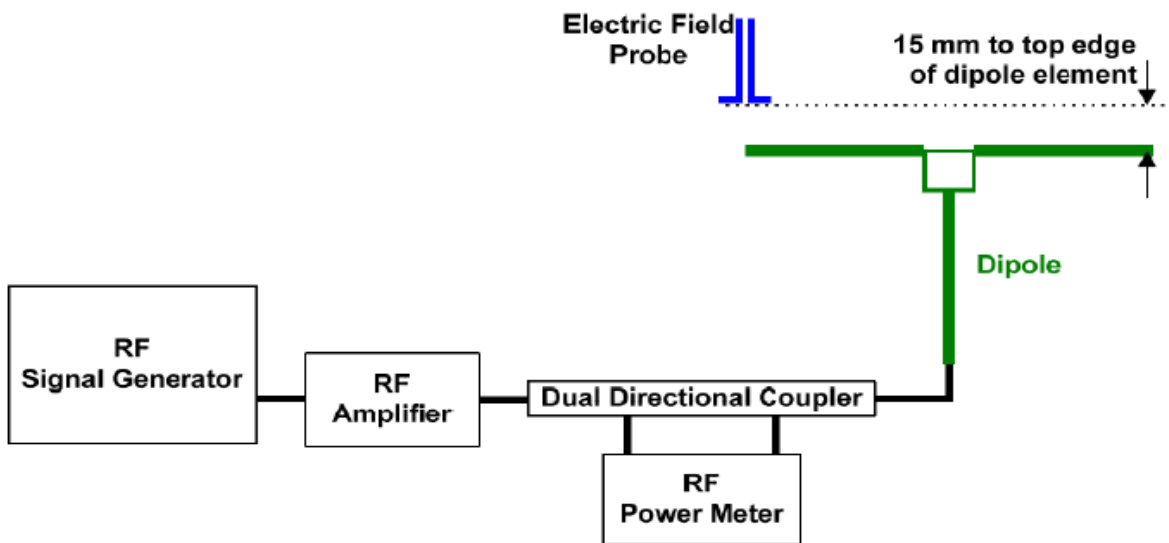 Electric Field
Probe
15 mm to top edge
of dipole element
Dipole
RF
Signal Generator
RF
Amplifier
Dual Directional Coupler
RF
Power Meter